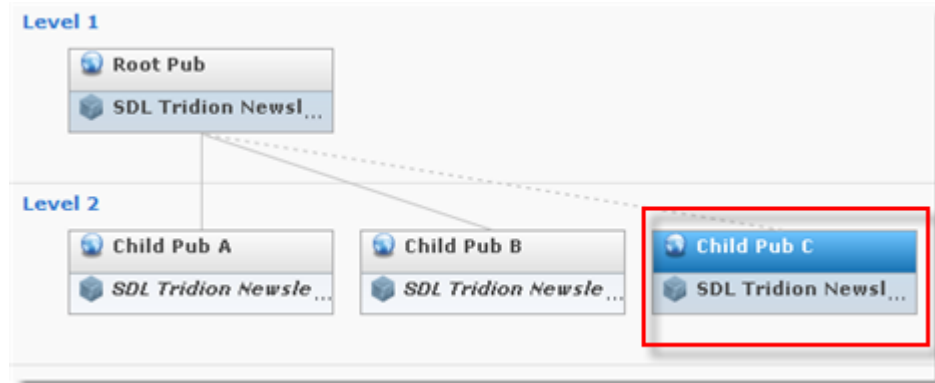 Level 1
Root Pub
SDL Tridion Newsl...
Level 2
Child Pub A
Child Pub B
Child Pub C
SDL Tridion Newsle...
SDL Tridion Newsle...
SDL Tridion Newsl...